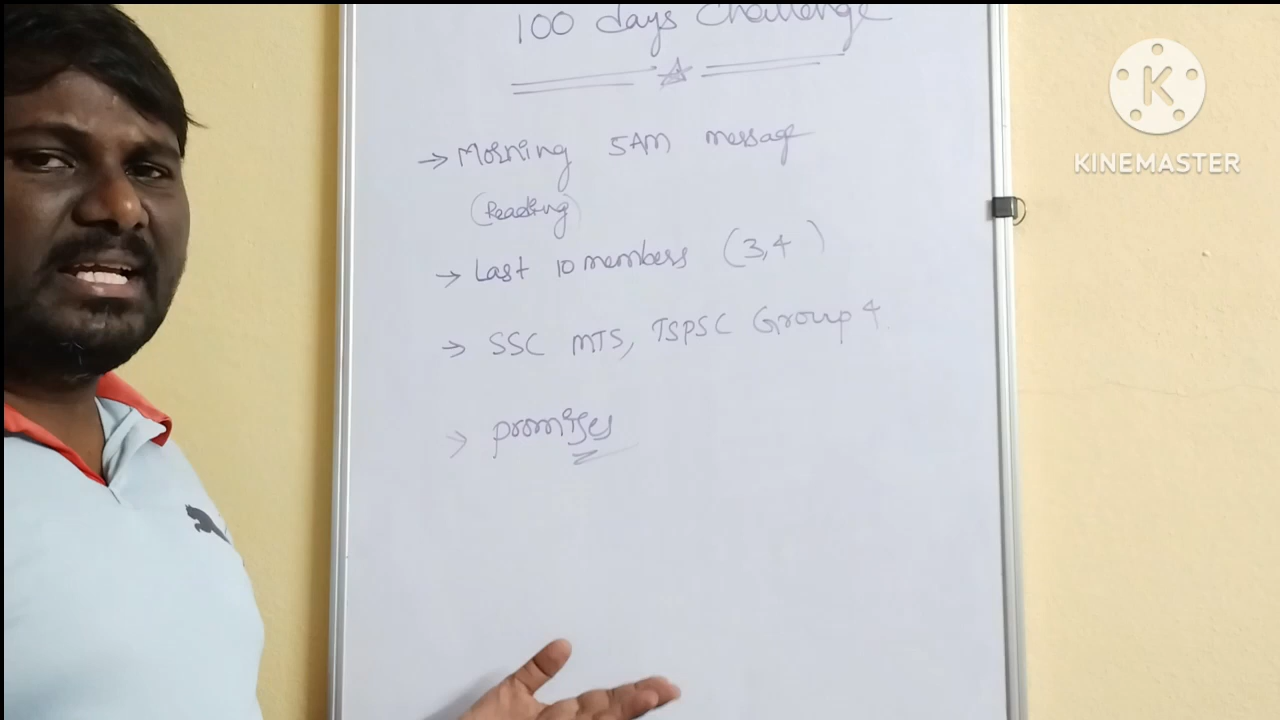 100 days Challenge
→ Morning 5AM message
(Reading)
→ Last 10 members (3,4)
→ SSC MTS, TSPSC Group 4
→ promises
K
KINEMASTER